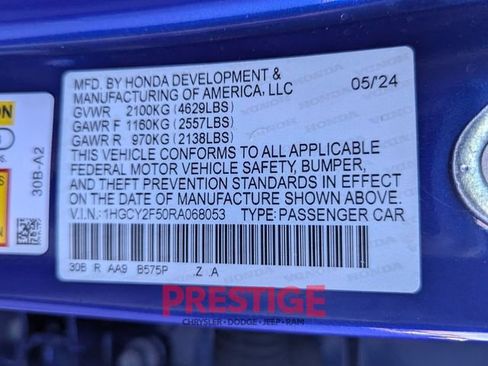 MFD. BY HONDA DEVELOPMENT &
MANUFACTURING OF AMERICA, LLC
05/24
GVWR 2100KG (4629LBS)
GAWR F 1160KG (2557LBS)
GAWR R 970KG (2138LBS)
THIS VEHICLE CONFORMS TO ALL APPLICABLE
FEDERAL MOTOR VEHICLE SAFETY, BUMPER,
AND THEFT PREVENTION STANDARDS IN EFFECT
ON THE DATE OF MANUFACTURE SHOWN ABOVE.
V.I.N.: 1HGCY2F50RA068053 TYPE: PASSENGER CAR
30B R AA9 B575P Z A
30B-A2
PRESTIGE
CHRYSLER • DODGE • JEEP • RAM